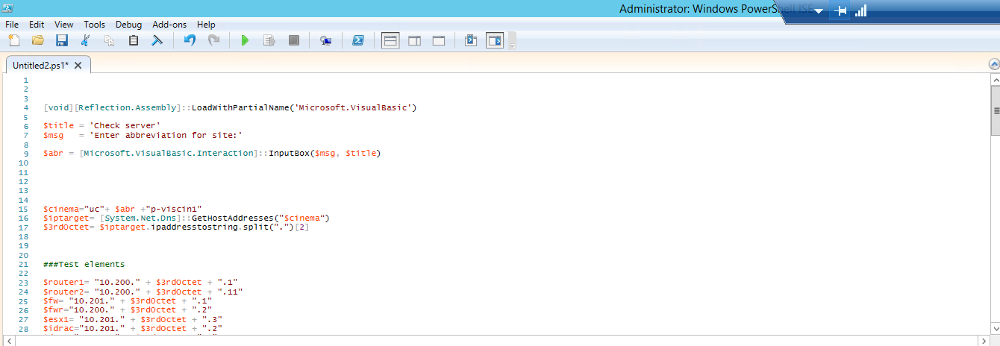 Administrator: Windows PowerShell ISE
File Edit View Tools Debug Add-ons Help
Untitled2.ps1*
1
2
3
4 [void][Reflection.Assembly]::LoadWithPartialName('Microsoft.VisualBasic')
5
6 $title = 'Check server'
7 $msg = 'Enter abbreviation for site:'
8
9 $abr = [Microsoft.VisualBasic.Interaction]::InputBox($msg, $title)
10
11
12
13
14
15 $cinema="uc"+ $abr +"p-viscin1"
16 $iptarget= [System.Net.Dns]::GetHostAddresses("$cinema")
17 $3rdOctet= $iptarget.ipaddresstostring.split(".")[2]
18
19
20
21 ###Test elements
22
23 $router1= "10.200." + $3rdOctet + ".1"
24 $router2= "10.200." + $3rdOctet + ".11"
25 $fw= "10.201." + $3rdOctet + ".1"
26 $fwr="10.200." + $3rdOctet + ".2"
27 $esx1= "10.201." + $3rdOctet + ".3"
28 $idrac="10.201." + $3rdOctet + ".2"